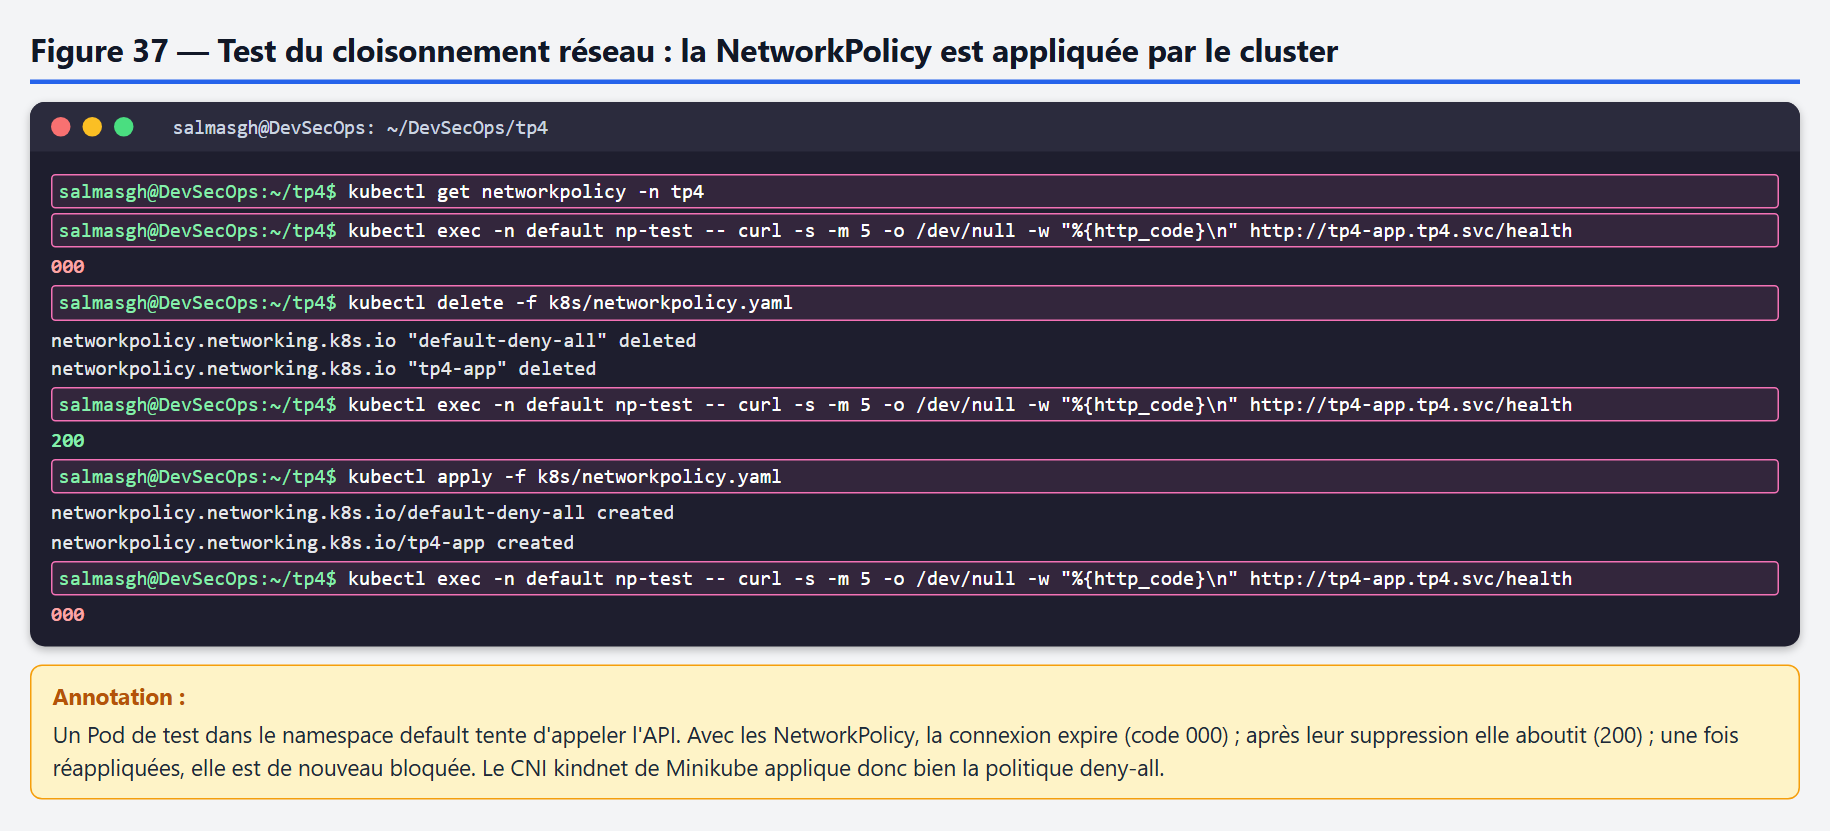 Figure 37 — Test du cloisonnement réseau : la NetworkPolicy est appliquée par le cluster
salmasgh@DevSecOps: ~/DevSecOps/tp4
salmasgh@DevSecOps:~/tp4$ kubectl get networkpolicy -n tp4
salmasgh@DevSecOps:~/tp4$ kubectl exec -n default np-test -- curl -s -m 5 -o /dev/null -w "%{http_code}\n" http://tp4-app.tp4.svc/health
000
salmasgh@DevSecOps:~/tp4$ kubectl delete -f k8s/networkpolicy.yaml
networkpolicy.networking.k8s.io "default-deny-all" deleted
networkpolicy.networking.k8s.io "tp4-app" deleted
salmasgh@DevSecOps:~/tp4$ kubectl exec -n default np-test -- curl -s -m 5 -o /dev/null -w "%{http_code}\n" http://tp4-app.tp4.svc/health
200
salmasgh@DevSecOps:~/tp4$ kubectl apply -f k8s/networkpolicy.yaml
networkpolicy.networking.k8s.io/default-deny-all created
networkpolicy.networking.k8s.io/tp4-app created
salmasgh@DevSecOps:~/tp4$ kubectl exec -n default np-test -- curl -s -m 5 -o /dev/null -w "%{http_code}\n" http://tp4-app.tp4.svc/health
000
Annotation :
Un Pod de test dans le namespace default tente d'appeler l'API. Avec les NetworkPolicy, la connexion expire (code 000) ; après leur suppression elle aboutit (200) ; une fois
réappliquées, elle est de nouveau bloquée. Le CNI kindnet de Minikube applique donc bien la politique deny-all.